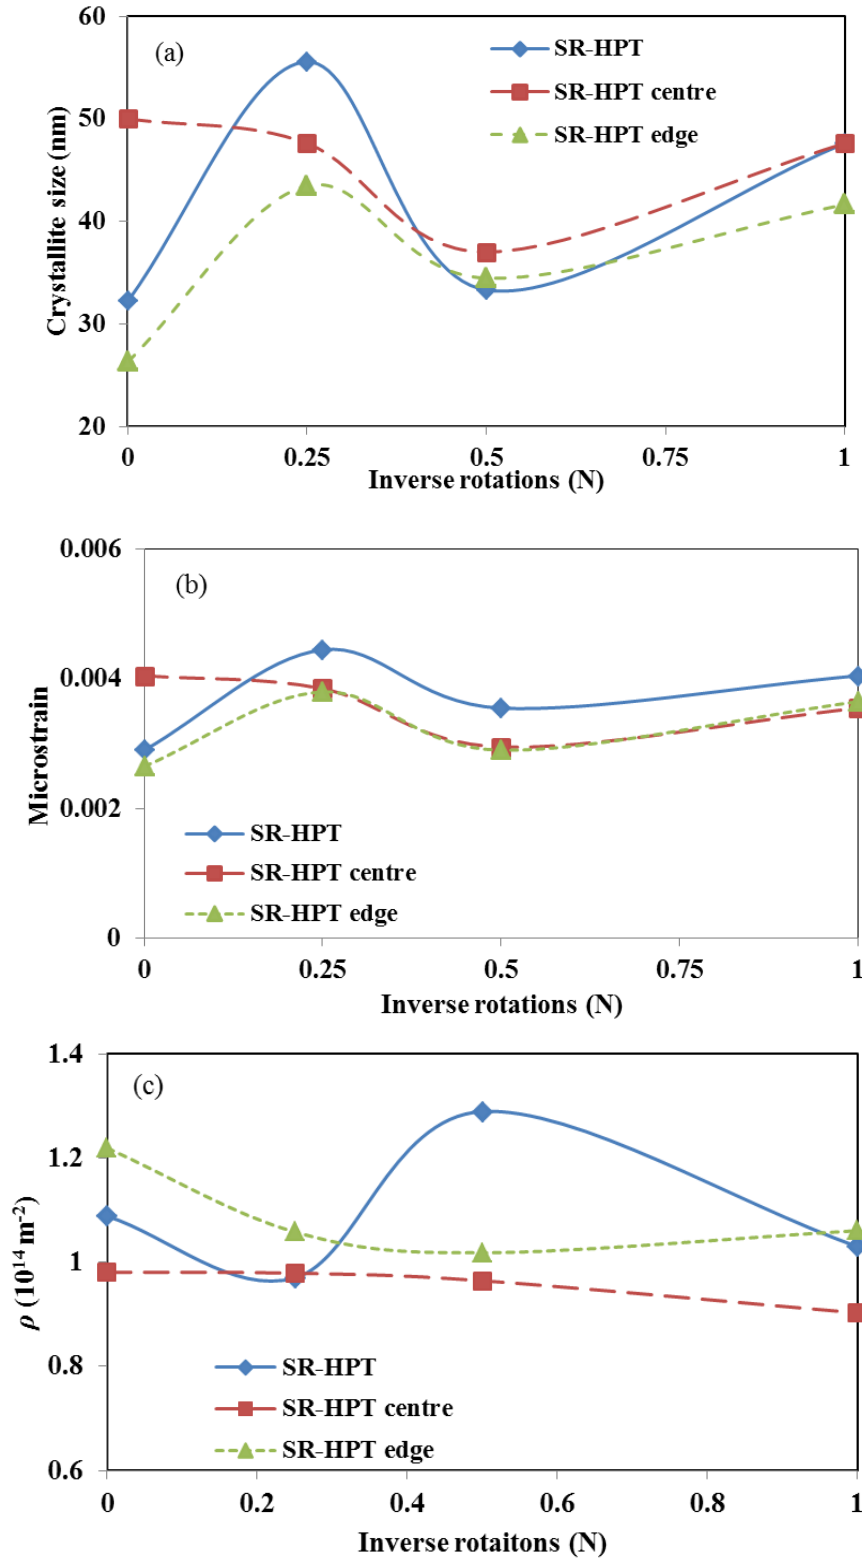 (a)
SR-HPT
SR-HPT centre
SR-HPT edge
Crystallite size (nm)
60
50
40
30
20
0
0.25
0.5
0.75
1
Inverse rotations (N)
(b)
0.006
0.004
0.002
0
Microstrain
SR-HPT
SR-HPT centre
SR-HPT edge
0
0.25
0.5
0.75
1
Inverse rotations (N)
(c)
1.4
1.2
1
0.8
0.6
ρ (10¹⁴ m⁻²)
SR-HPT
SR-HPT centre
SR-HPT edge
0
0.2
0.4
0.6
0.8
1
Inverse rotaitons (N)